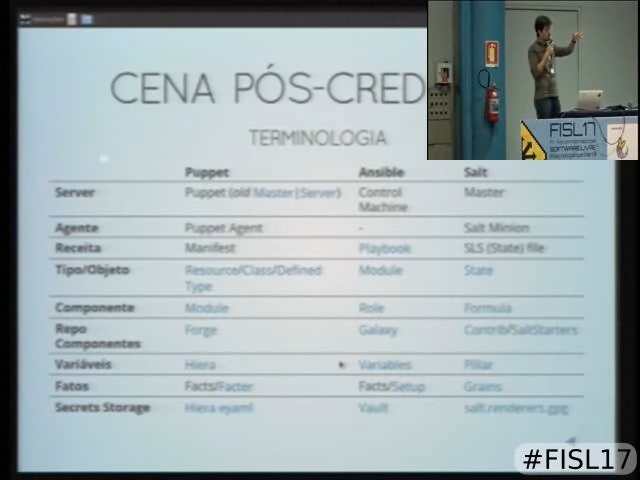 CENA PÓS-CRED
TERMINOLOGIA
Puppet Ansible Salt
Server Puppet (old Master|Server) Control Machine Master
Agente Puppet Agent - Salt Minion
Receita Manifest Playbook SLS (State) file
Tipo/Objeto Resource/Class/Defined Type Module State
Componente Module Role Formula
Repo Componentes Forge Galaxy Contrib/SaltStarters
Variáveis Hiera Variables Pillar
Fatos Facts/Facter Facts/Setup Grains
Secrets Storage Hiera eyaml Vault salt.renderers.gpg
FISL17
SOFTWARE LIVRE
#FISL17